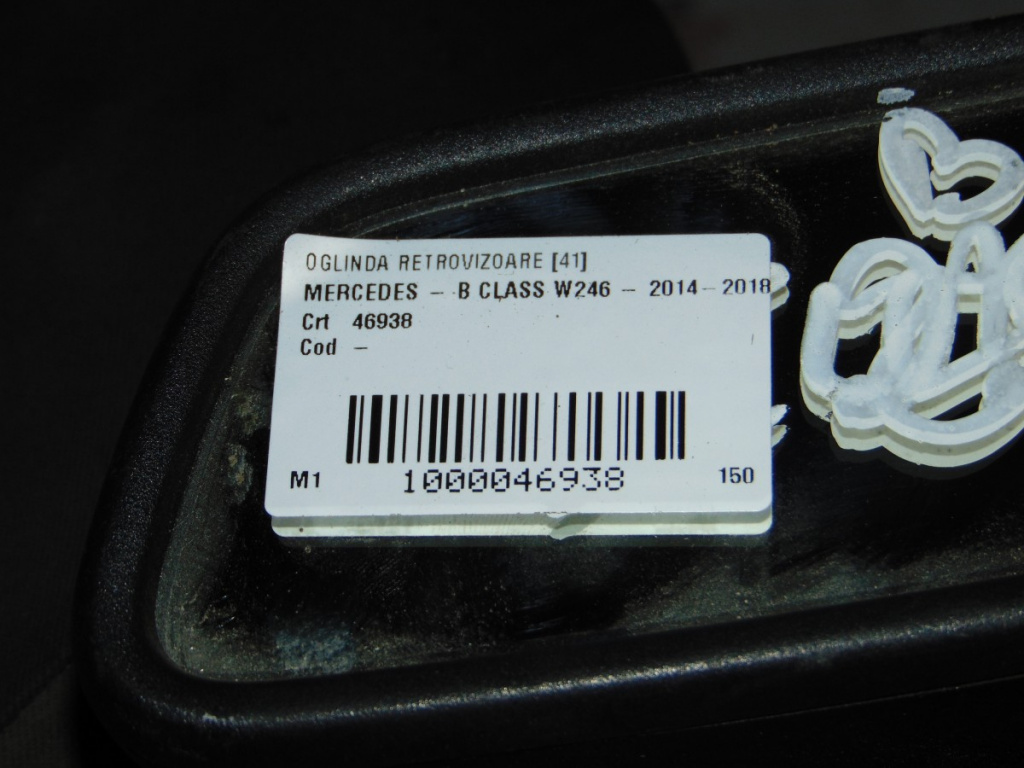 OGLINDA RETROVIZOARE [41]
MERCEDES - B CLASS W246 - 2014-2018
Crt 46938
Cod -
M1 1000046938 150